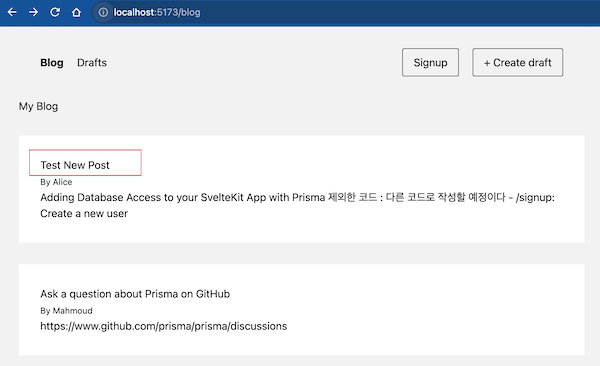 localhost:5173/blog
Blog Drafts Signup + Create draft
My Blog
Test New Post
By Alice
Adding Database Access to your SvelteKit App with Prisma 제외한 코드 : 다른 코드로 작성할 예정이다 - /signup:
Create a new user
Ask a question about Prisma on GitHub
By Mahmoud
https://www.github.com/prisma/prisma/discussions